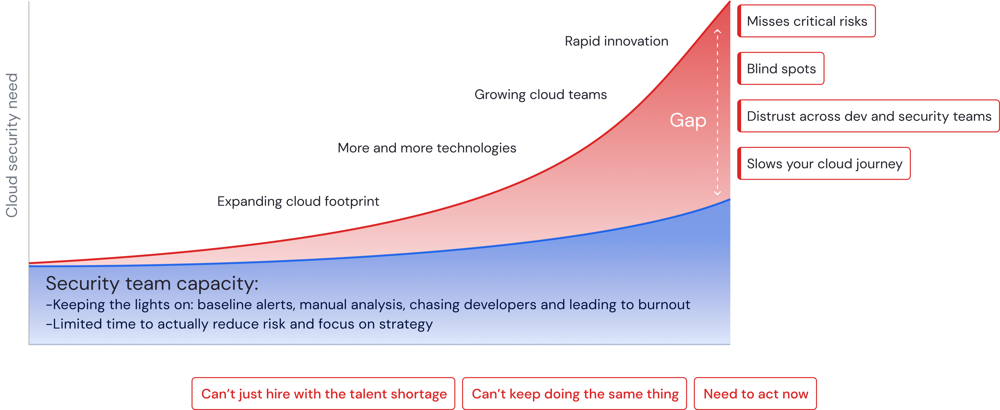 Cloud security need
Rapid innovation
Growing cloud teams
More and more technologies
Expanding cloud footprint
Gap
Misses critical risks
Blind spots
Distrust across dev and security teams
Slows your cloud journey
Security team capacity:
-Keeping the lights on: baseline alerts, manual analysis, chasing developers and leading to burnout
-Limited time to actually reduce risk and focus on strategy
Can’t just hire with the talent shortage
Can’t keep doing the same thing
Need to act now